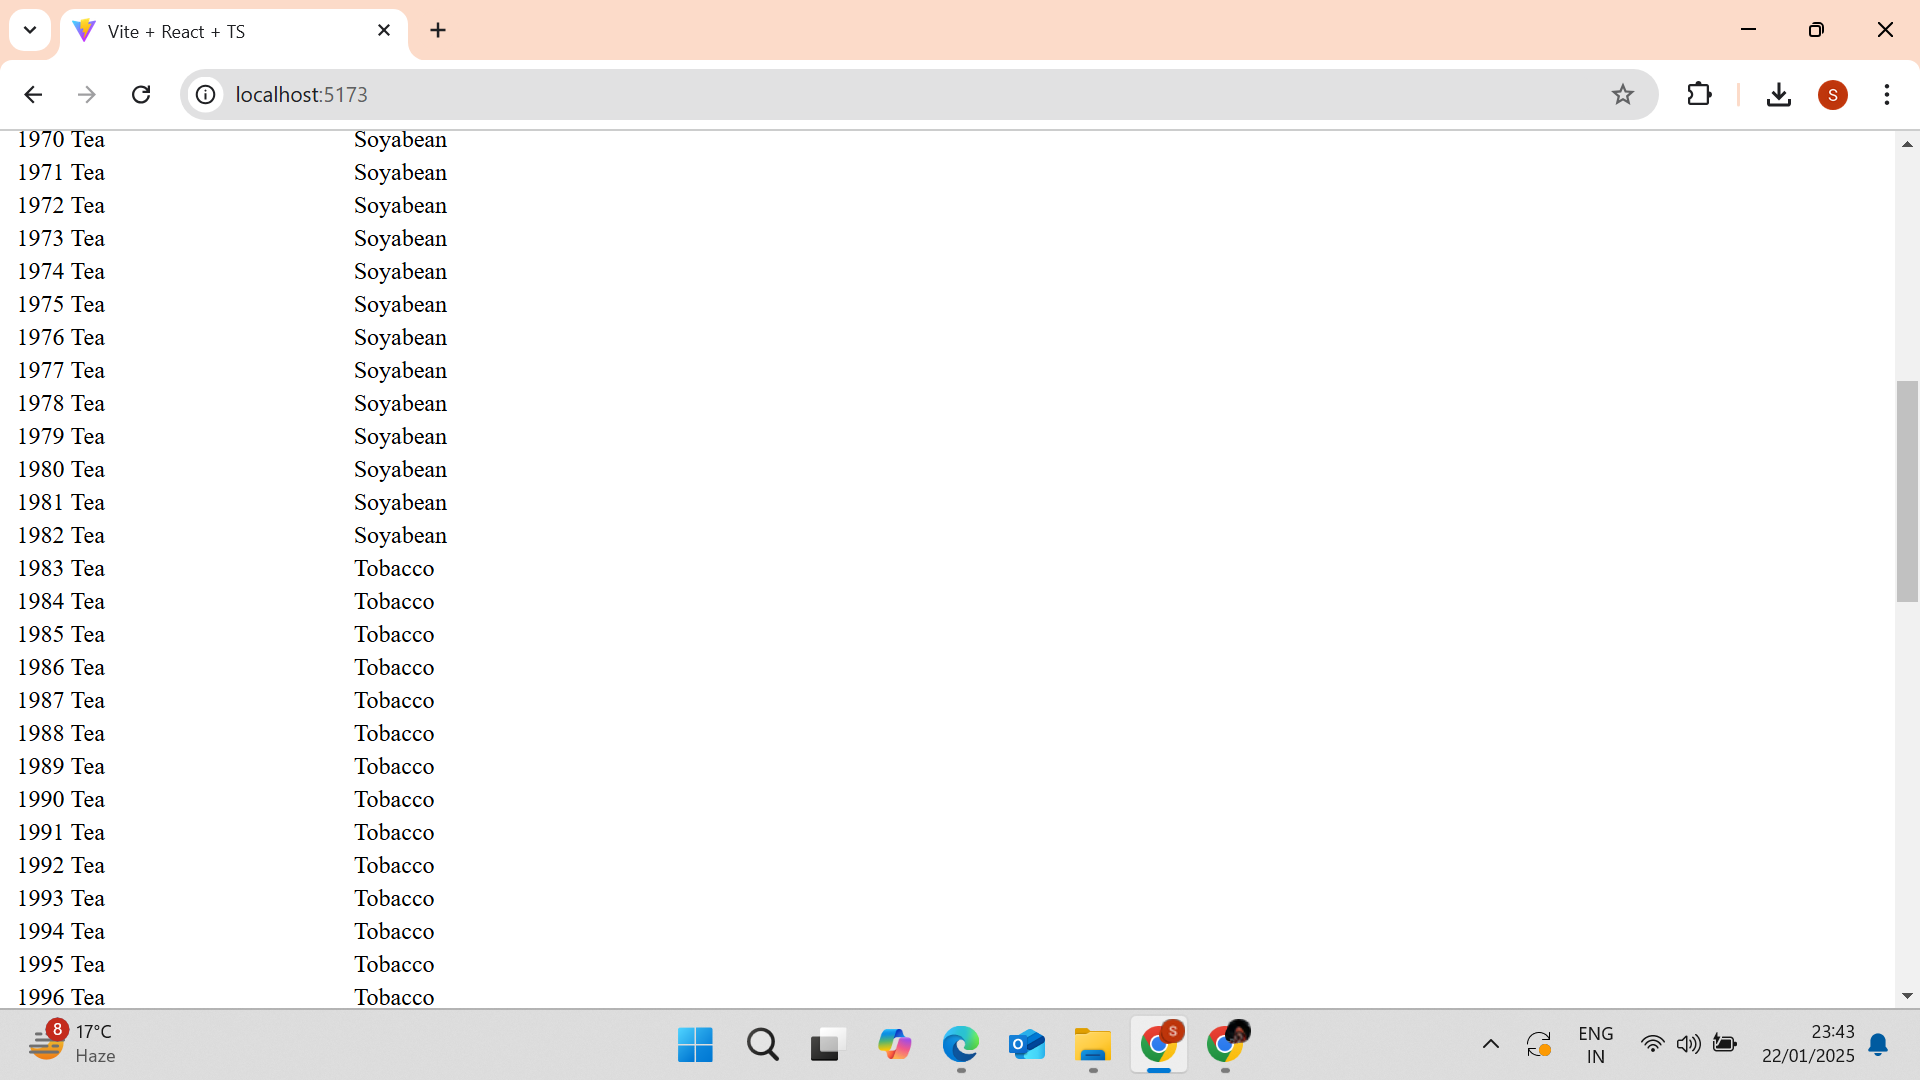 Vite + React + TS
localhost:5173
S
1970 Tea Soyabean
1971 Tea Soyabean
1972 Tea Soyabean
1973 Tea Soyabean
1974 Tea Soyabean
1975 Tea Soyabean
1976 Tea Soyabean
1977 Tea Soyabean
1978 Tea Soyabean
1979 Tea Soyabean
1980 Tea Soyabean
1981 Tea Soyabean
1982 Tea Soyabean
1983 Tea Tobacco
1984 Tea Tobacco
1985 Tea Tobacco
1986 Tea Tobacco
1987 Tea Tobacco
1988 Tea Tobacco
1989 Tea Tobacco
1990 Tea Tobacco
1991 Tea Tobacco
1992 Tea Tobacco
1993 Tea Tobacco
1994 Tea Tobacco
1995 Tea Tobacco
1996 Tea Tobacco
8
17°C
Haze
S
ENG
IN
23:43
22/01/2025